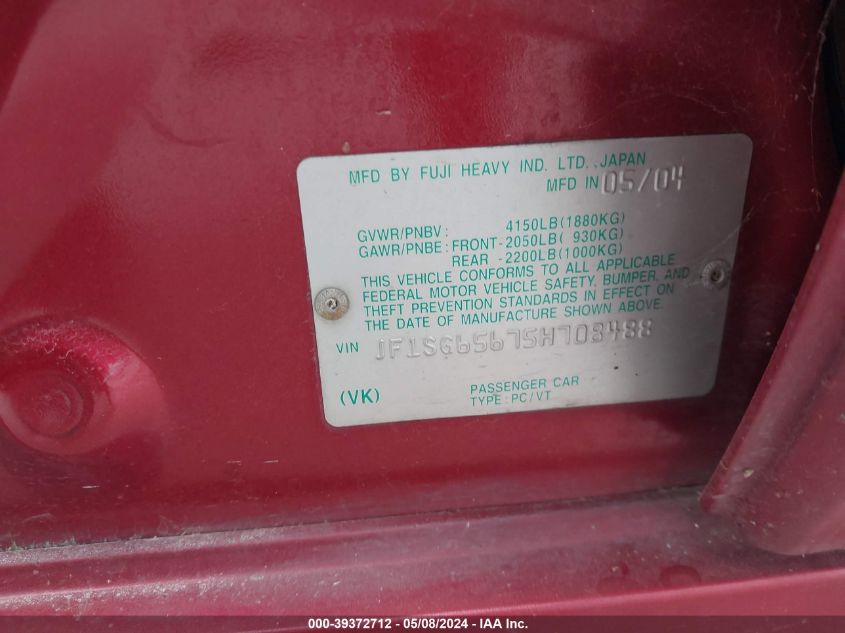 MFD BY FUJI HEAVY IND. LTD. JAPAN
MFD IN 05/04
GVWR/PNBV: 4150LB(1880KG)
GAWR/PNBE: FRONT-2050LB( 930KG)
REAR -2200LB(1000KG)
THIS VEHICLE CONFORMS TO ALL APPLICABLE
FEDERAL MOTOR VEHICLE SAFETY, BUMPER, AND
THEFT PREVENTION STANDARDS IN EFFECT ON
THE DATE OF MANUFACTURE SHOWN ABOVE.
VIN JF1SG65675H708488
(VK) PASSENGER CAR
TYPE: PC/VT
000-39372712 - 05/08/2024 - IAA Inc.